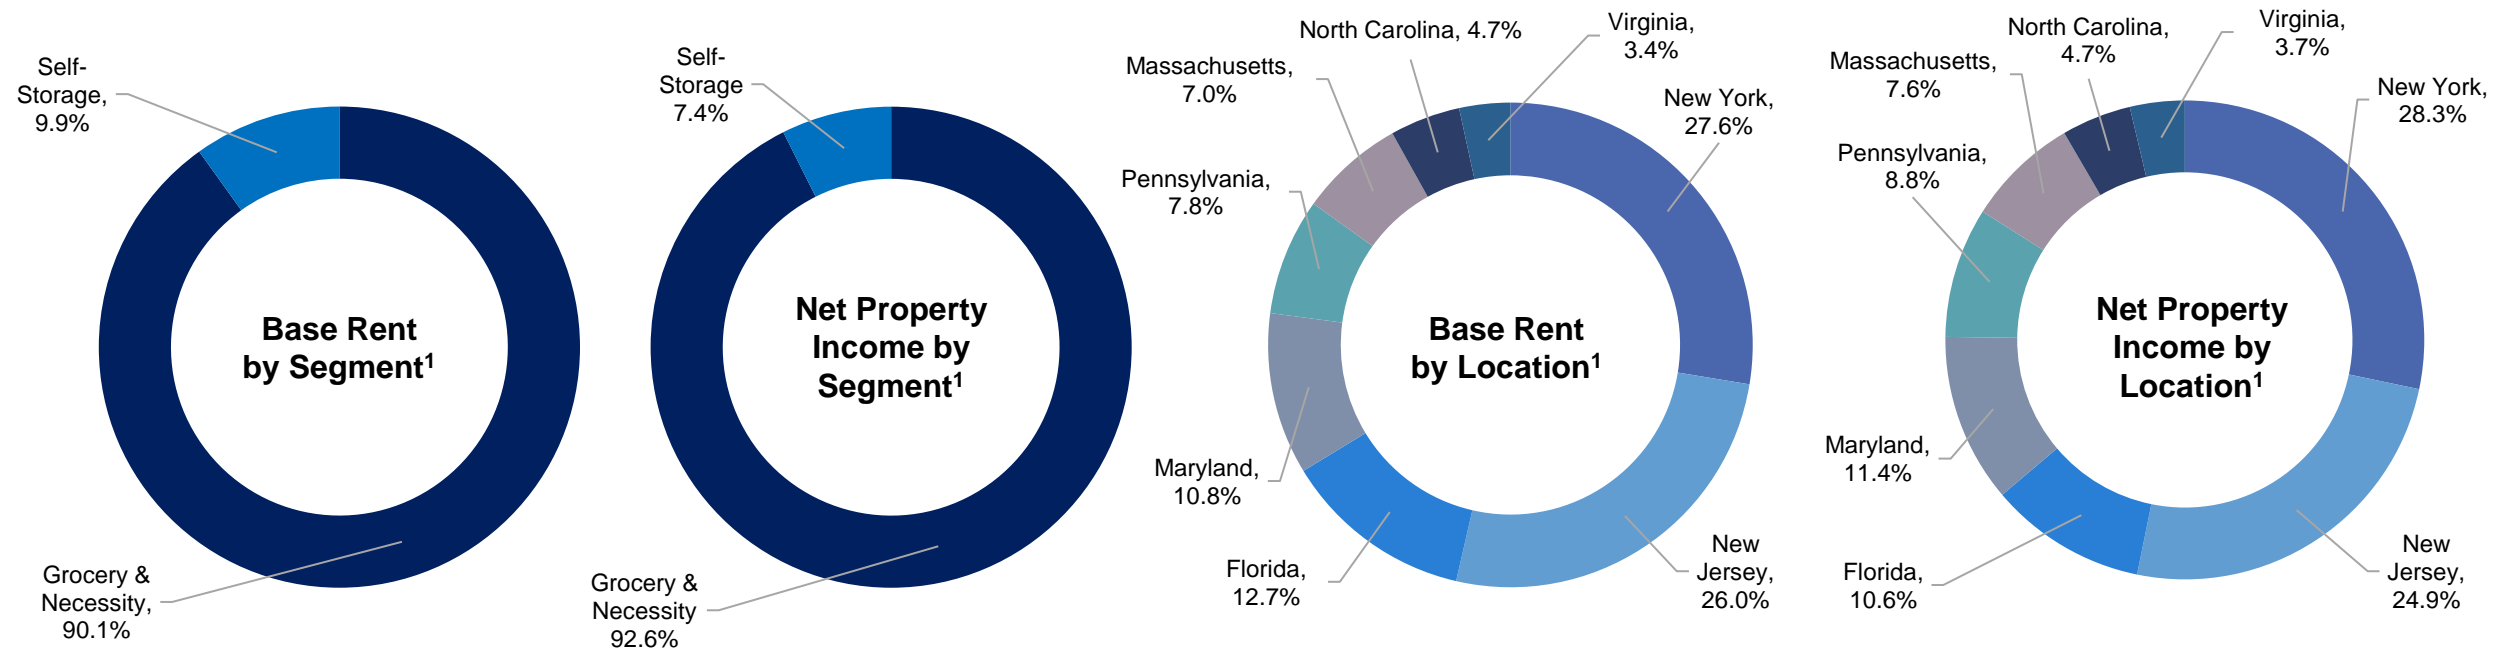 Self-
Storage,
9.9%
Base Rent
by Segment¹
Grocery &
Necessity,
90.1%
Self-
Storage
7.4%
Net Property
Income by
Segment¹
Grocery &
Necessity
92.6%
North Carolina, 4.7%
Virginia,
3.4%
Massachusetts,
7.0%
New York,
27.6%
Pennsylvania,
7.8%
Base Rent
by Location¹
Maryland,
10.8%
Florida,
12.7%
New
Jersey,
26.0%
North Carolina,
4.7%
Virginia,
3.7%
Massachusetts,
7.6%
New York,
28.3%
Pennsylvania,
8.8%
Net Property
Income by
Location¹
Maryland,
11.4%
Florida,
10.6%
New
Jersey,
24.9%